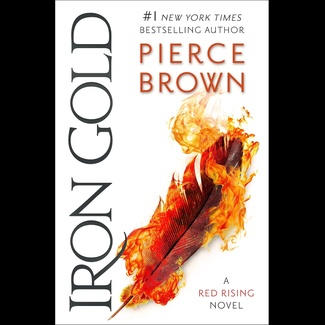 #1 NEW YORK TIMES
BESTSELLING AUTHOR
PIERCE
BROWN
IRON GOLD
A
RED RISING
NOVEL